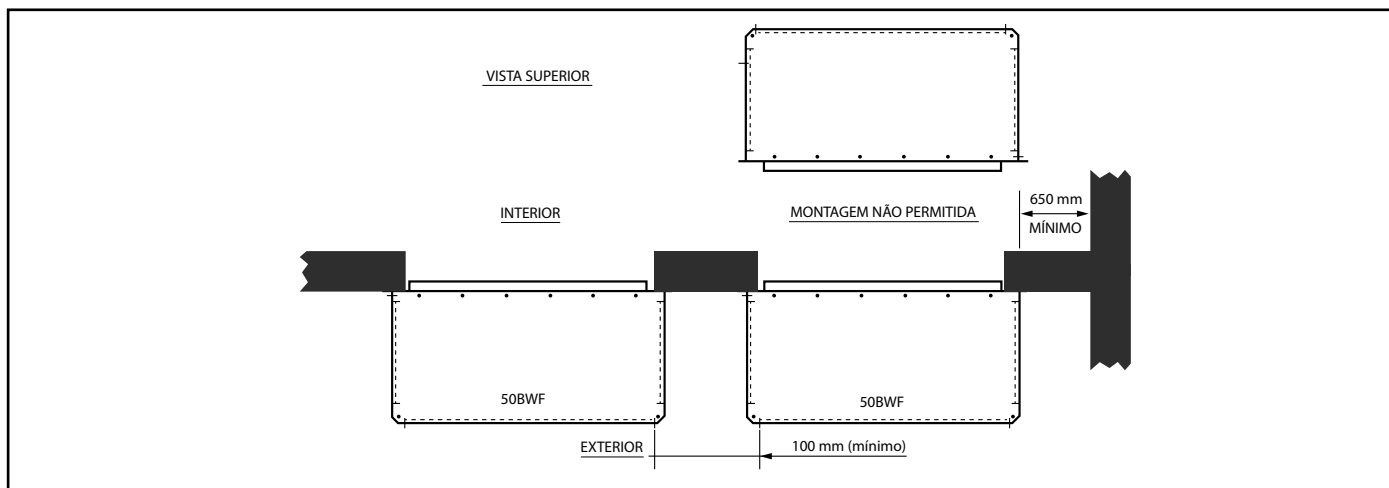 VISTA SUPERIOR
INTERIOR
MONTAGEM NÃO PERMITIDA
650 mm
MÍNIMO
50BWF
50BWF
EXTERIOR
100 mm (mínimo)